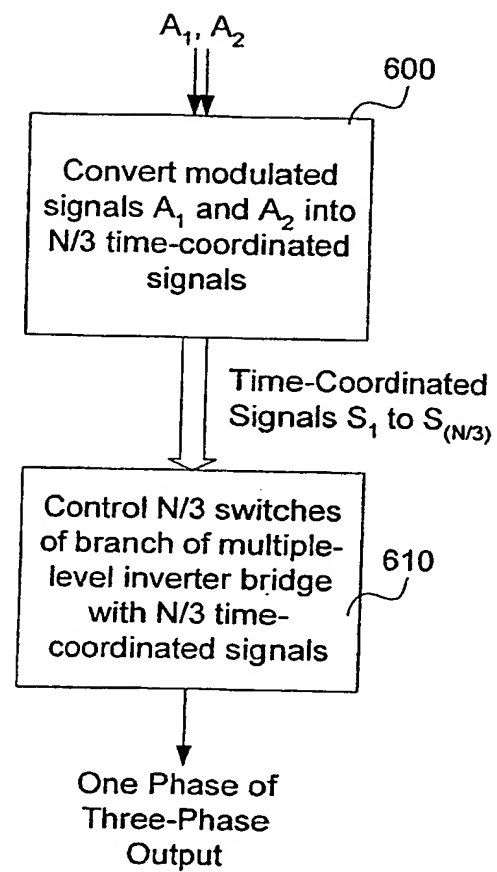 A₁, A₂
600
Convert modulated
signals A₁ and A₂ into
N/3 time-coordinated
signals
Time-Coordinated
Signals S₁ to S₍N/3₎
Control N/3 switches
of branch of multiple-
level inverter bridge
with N/3 time-
coordinated signals
610
One Phase of
Three-Phase
Output